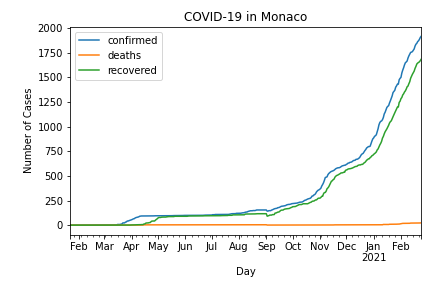 COVID-19 in Monaco
confirmed
deaths
recovered
Number of Cases
2000
1750
1500
1250
1000
750
500
250
0
Feb Mar Apr May Jun Jul Aug Sep Oct Nov Dec Jan Feb
2021
Day